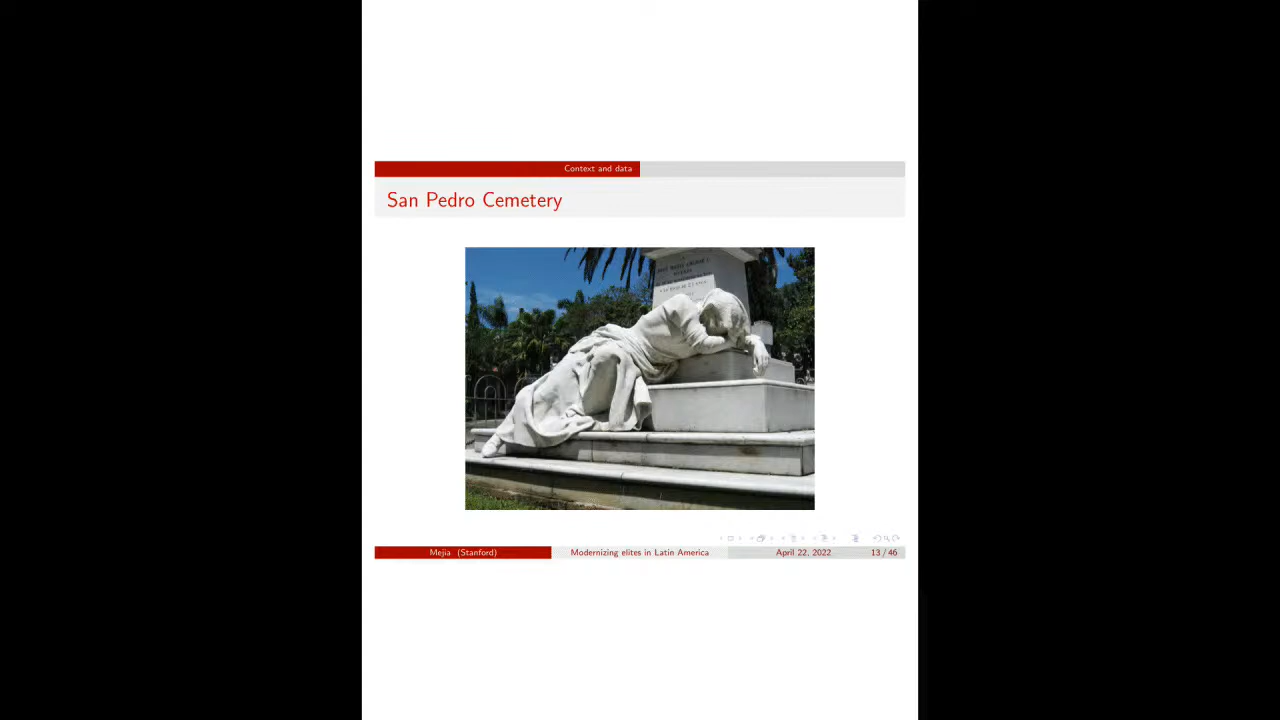 Context and data
San Pedro Cemetery
Mejia (Stanford)
Modernizing elites in Latin America
April 22, 2022
13 / 46